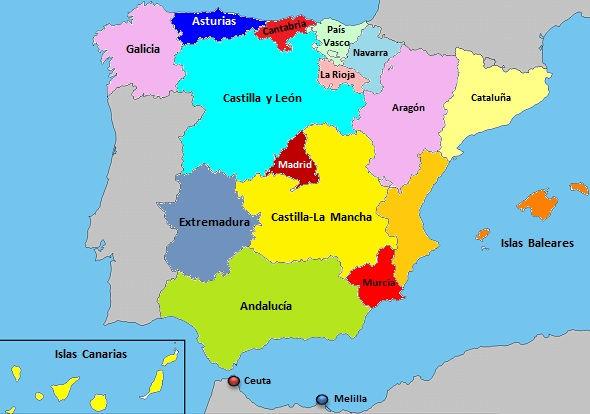 Asturias
Cantabria
País
Vasco
Navarra
Galicia
La Rioja
Castilla y León
Aragón
Cataluña
Madrid
Extremadura
Castilla-La Mancha
Islas Baleares
Murcia
Andalucía
Islas Canarias
Ceuta
Melilla